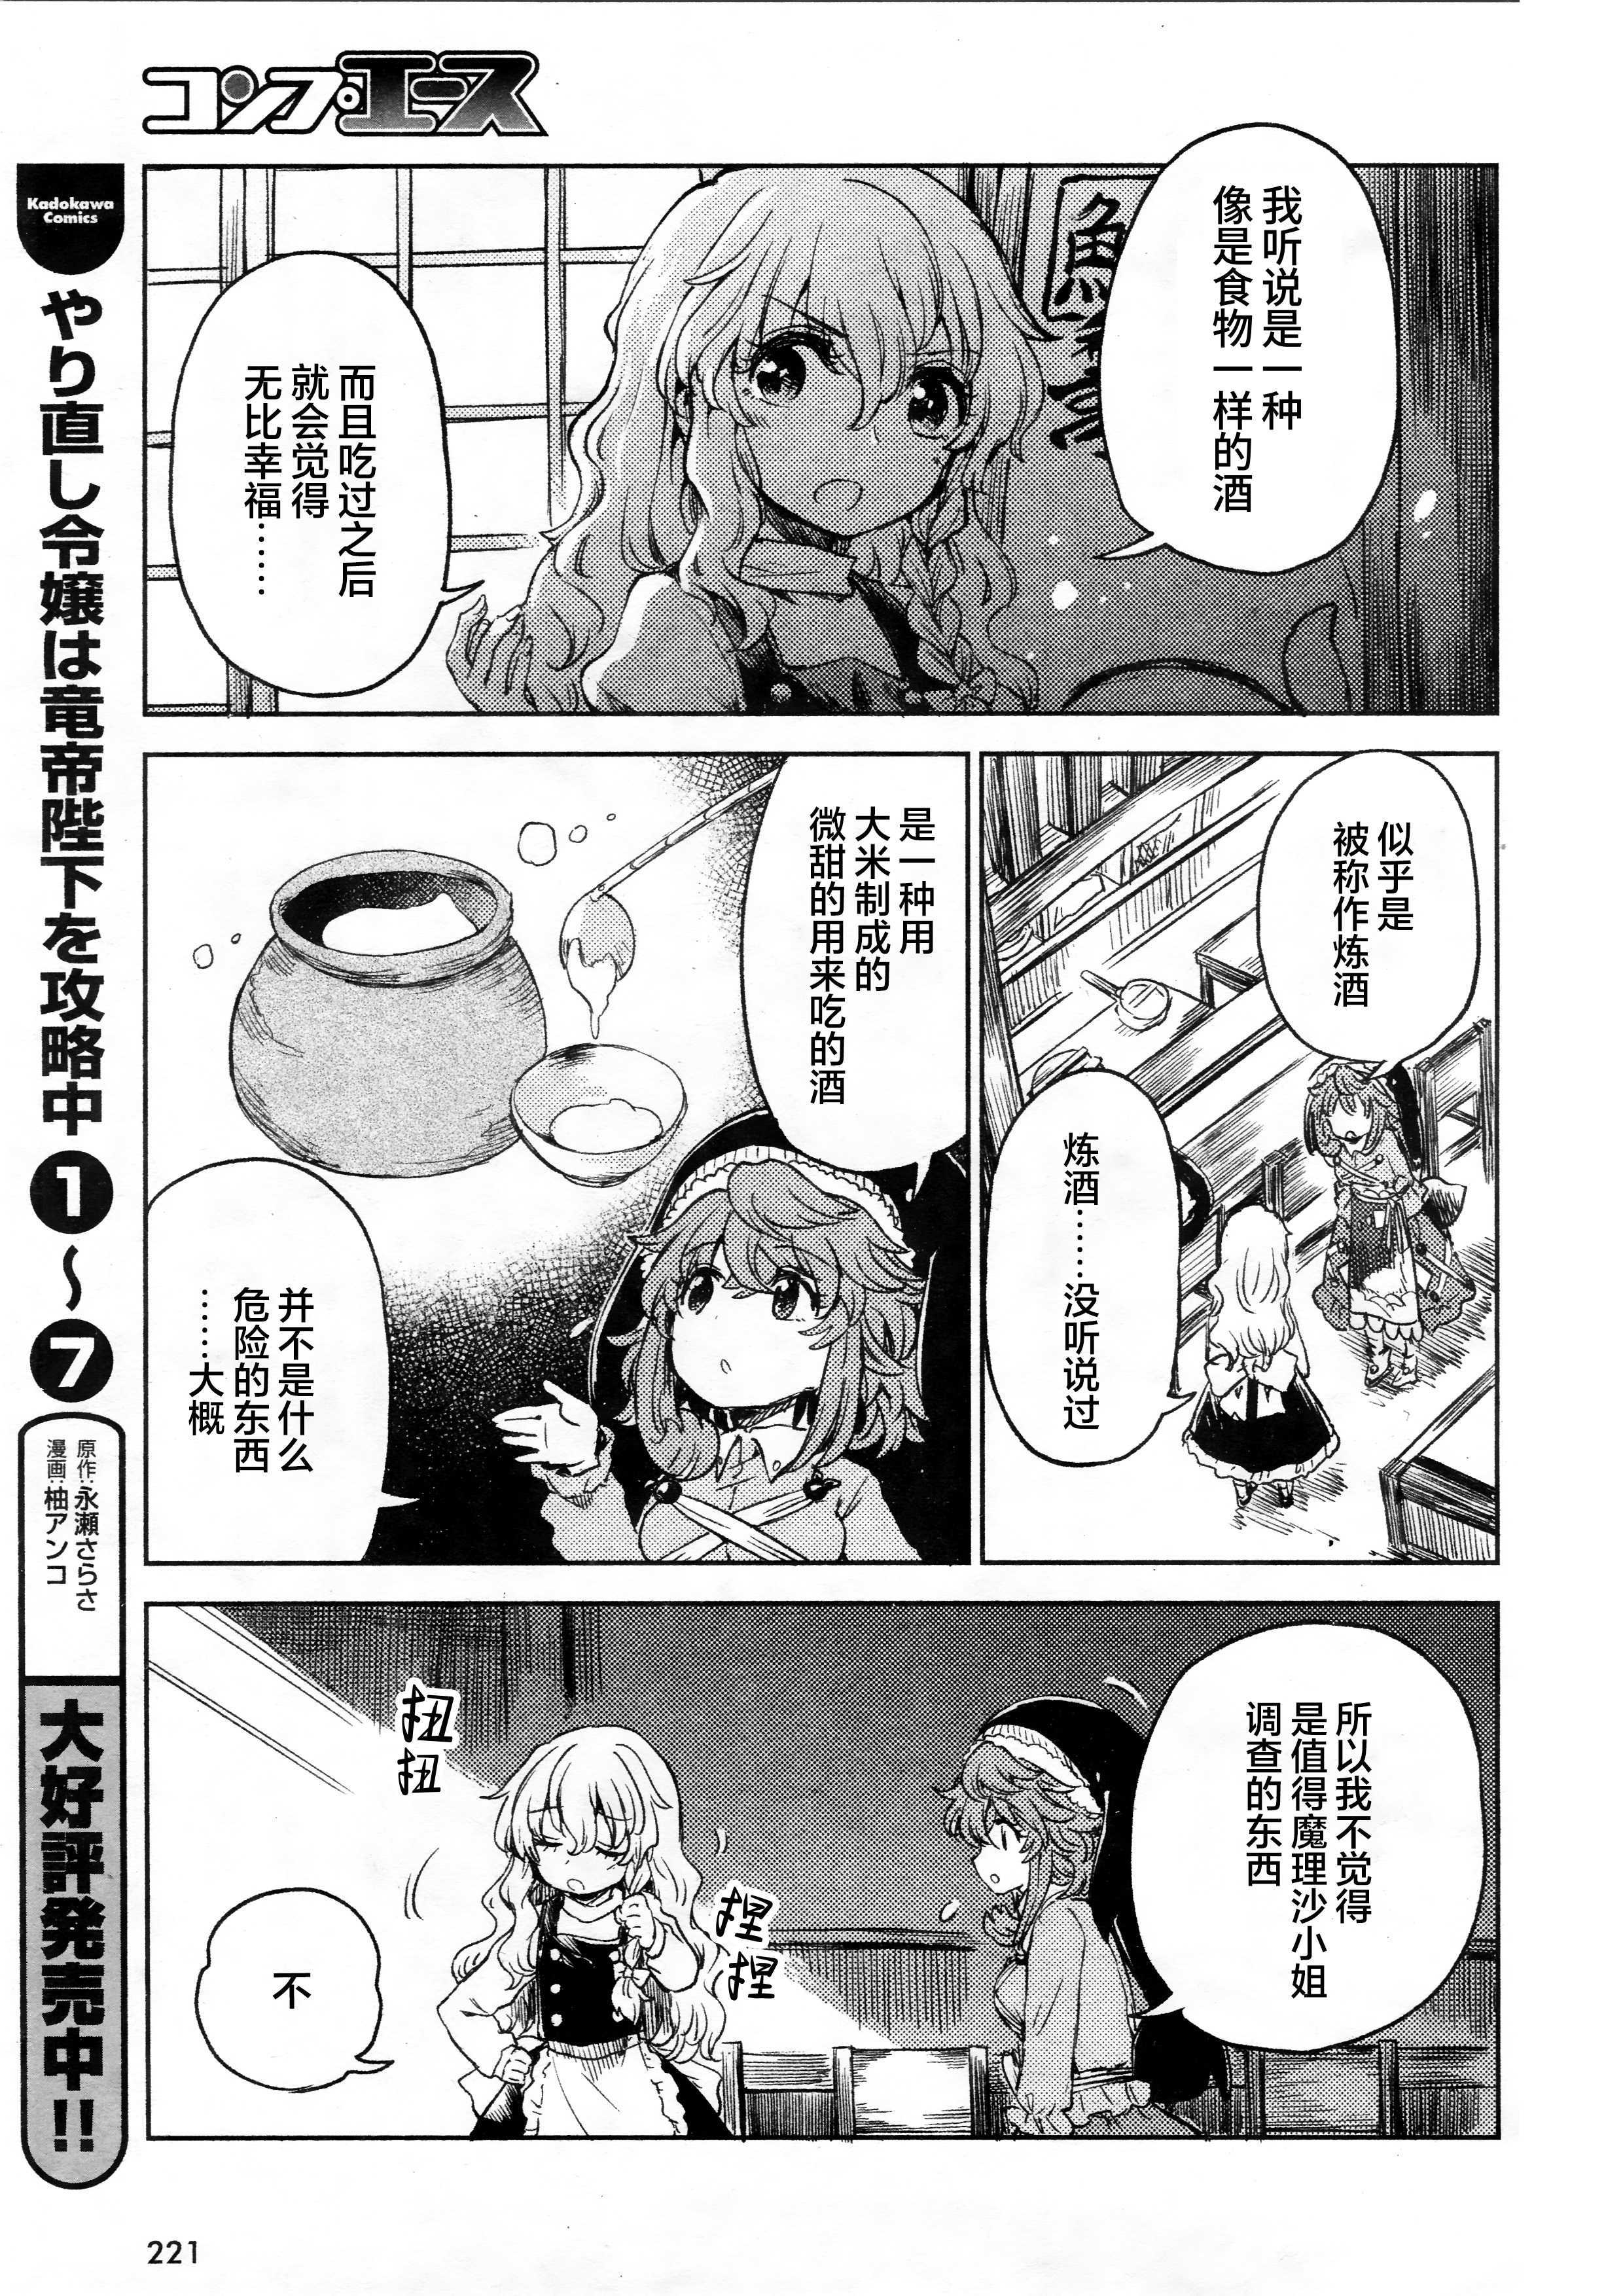 コンプ・エース
Kadokawa
Comics
やり直し令嬢は竜帝陛下を攻略中
1〜7
原作：永瀬さらさ
漫画：柚アンコ
大好評発売中!!
我听说是一种
像是食物一样的酒
而且吃过之后
就会觉得
无比幸福……
似乎是
被称作炼酒
炼酒……没听说过
是一种用
大米制成的
微甜的用来吃的酒
并不是什么
危险的东西
……大概
所以我不觉得
是值得魔理沙小姐
调查的东西
扭扭
捏捏
不
221